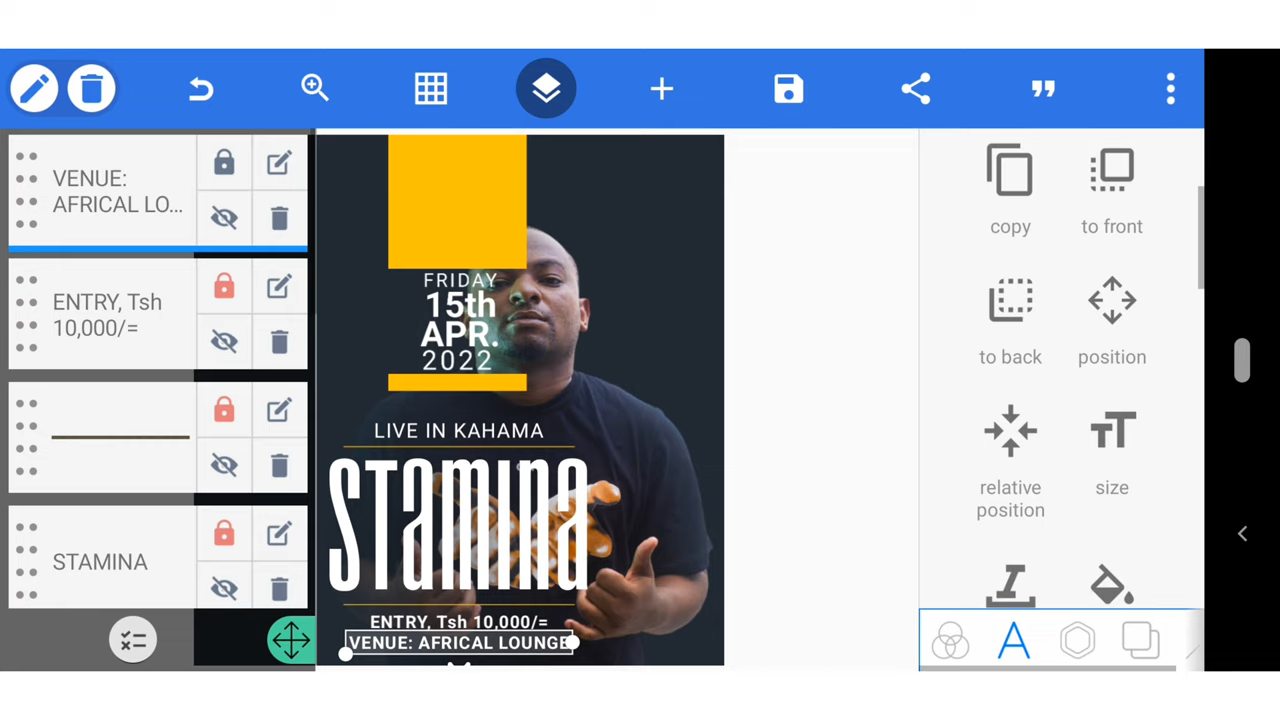 VENUE:
AFRICAL LO...
ENTRY, Tsh
10,000/=
STAMINA
FRIDAY
15th
APR.
2022
LIVE IN KAHAMA
STamina
ENTRY, Tsh 10,000/=
VENUE: AFRICAL LOUNGE
copy
to front
to back
position
relative
position
size